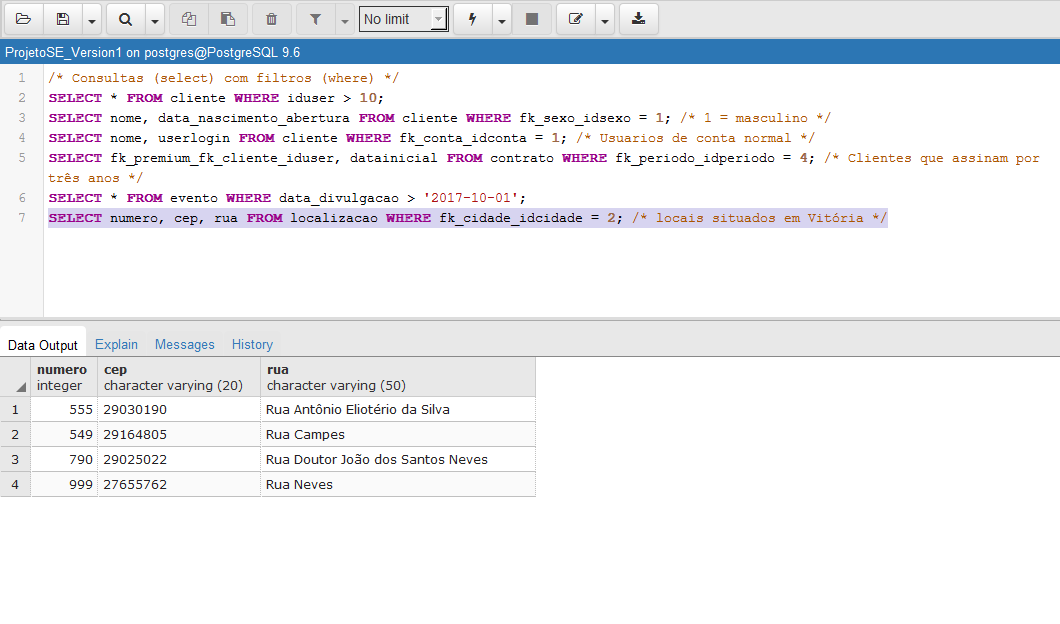 No limit
ProjetoSE_Version1 on postgres@PostgreSQL 9.6
1 /* Consultas (select) com filtros (where) */
2 SELECT * FROM cliente WHERE iduser > 10;
3 SELECT nome, data_nascimento_abertura FROM cliente WHERE fk_sexo_idsexo = 1; /* 1 = masculino */
4 SELECT nome, userlogin FROM cliente WHERE fk_conta_idconta = 1; /* Usuarios de conta normal */
5 SELECT fk_premium_fk_cliente_iduser, datainicial FROM contrato WHERE fk_periodo_idperiodo = 4; /* Clientes que assinam por
três anos */
6 SELECT * FROM evento WHERE data_divulgacao > '2017-10-01';
7 SELECT numero, cep, rua FROM localizacao WHERE fk_cidade_idcidade = 2; /* locais situados em Vitória */
Data Output Explain Messages History
numero cep rua
integer character varying (20) character varying (50)
1 555 29030190 Rua Antônio Eliotério da Silva
2 549 29164805 Rua Campes
3 790 29025022 Rua Doutor João dos Santos Neves
4 999 27655762 Rua Neves